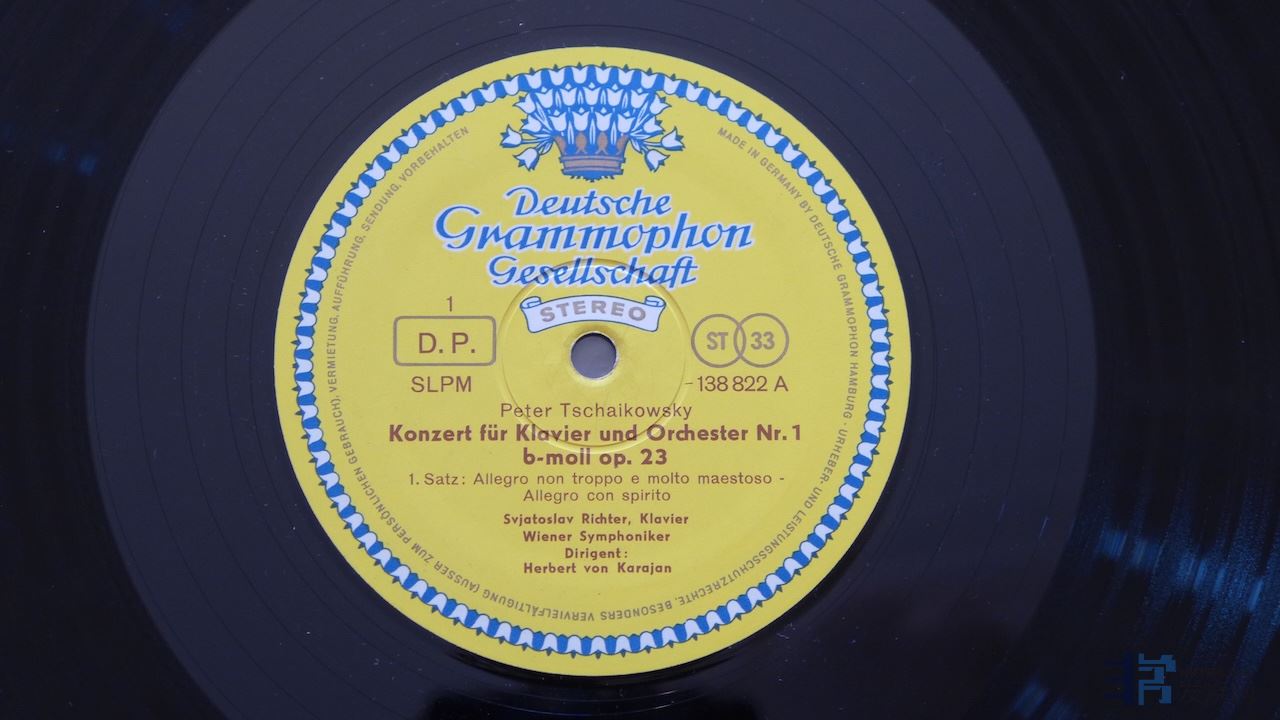 Deutsche
Grammophon
Gesellschaft
STEREO
1
D. P.
ST 33
SLPM
138 822 A
Peter Tschaikowsky
Konzert für Klavier und Orchester Nr. 1
b-moll op. 23
1. Satz: Allegro non troppo e molto maestoso -
Allegro con spirito
Svjatoslav Richter, Klavier
Wiener Symphoniker
Dirigent:
Herbert von Karajan
MADE IN GERMANY BY DEUTSCHE GRAMMOPHON HAMBURG · URHEBER- UND LEISTUNGSSCHUTZRECHTE, BESONDERS VERVIELFÄLTIGUNG (AUSSER ZUM PERSÖNLICHEN GEBRAUCH), VERMIETUNG, AUFFÜHRUNG, SENDUNG, VORBEHALTEN